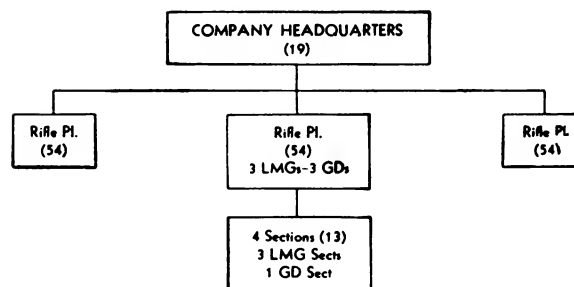 COMPANY HEADQUARTERS
(19)
Rifle Pl.
(54)
Rifle Pl.
(54)
3 LMGs-3 GDs
Rifle Pl.
(54)
4 Sections (13)
3 LMG Sects
1 GD Sect